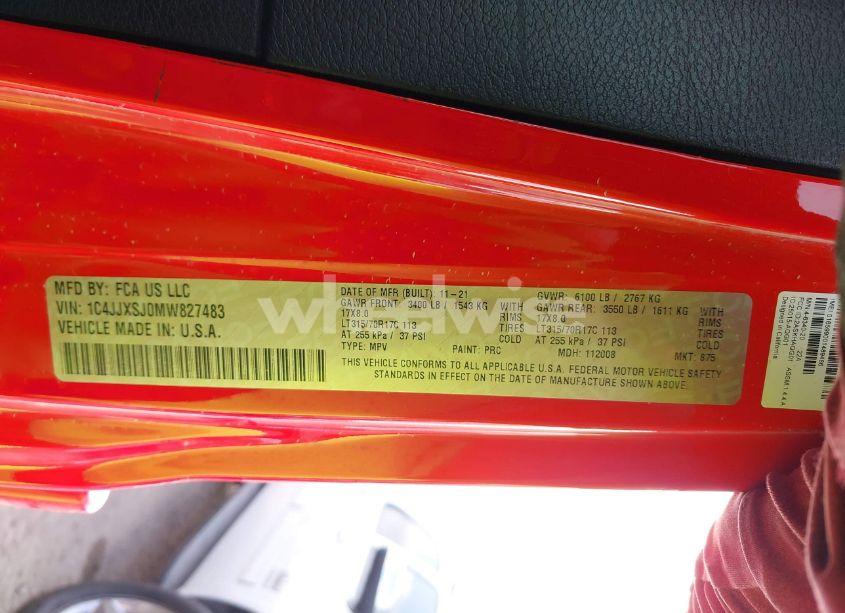 MFD BY: FCA US LLC
VIN: 1C4JJXSJ0MW827483
VEHICLE MADE IN: U.S.A.
DATE OF MFR (BUILT): 11-21 GVWR: 6100 LB / 2767 KG
GAWR FRONT: 3400 LB / 1543 KG WITH GAWR REAR: 3550 LB / 1611 KG
17X8.0 RIMS 17X8.0
LT315/70R17C 113 TIRES LT315/70R17C 113 TIRES
AT 255 kPa / 37 PSI COLD AT 255 kPa / 37 PSI COLD
TYPE: MPV PAINT: PRC MDH: 112008 MKT: 875
THIS VEHICLE CONFORMS TO ALL APPLICABLE U.S.A. FEDERAL MOTOR VEHICLE SAFETY
STANDARDS IN EFFECT ON THE DATE OF MANUFACTURE SHOWN ABOVE.
wheelwis
Designed in California